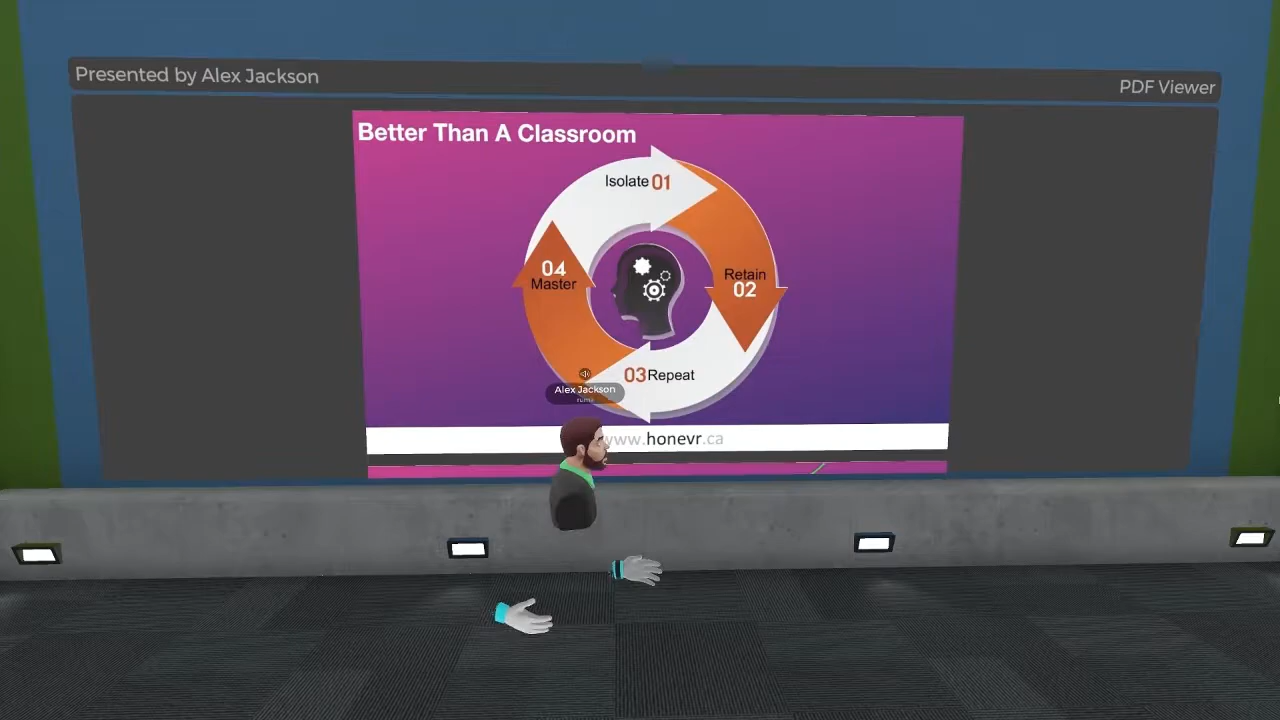 Presented by Alex Jackson
PDF Viewer
Better Than A Classroom
Isolate 01
04
Master
Retain
02
03 Repeat
Alex Jackson
www.honevr.ca